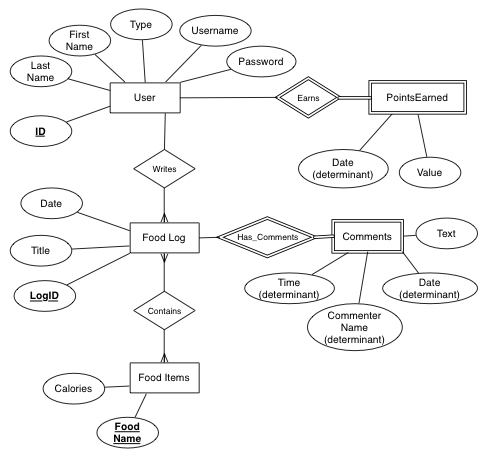 Type
First
Name
Username
Last
Name
Password
User
Earns
PointsEarned
ID
Date
(determinant)
Value
Writes
Date
Title
Food Log
Has_Comments
Comments
Text
LogID
Time
(determinant)
Date
(determinant)
Contains
Commenter
Name
(determinant)
Calories
Food Items
Food
Name